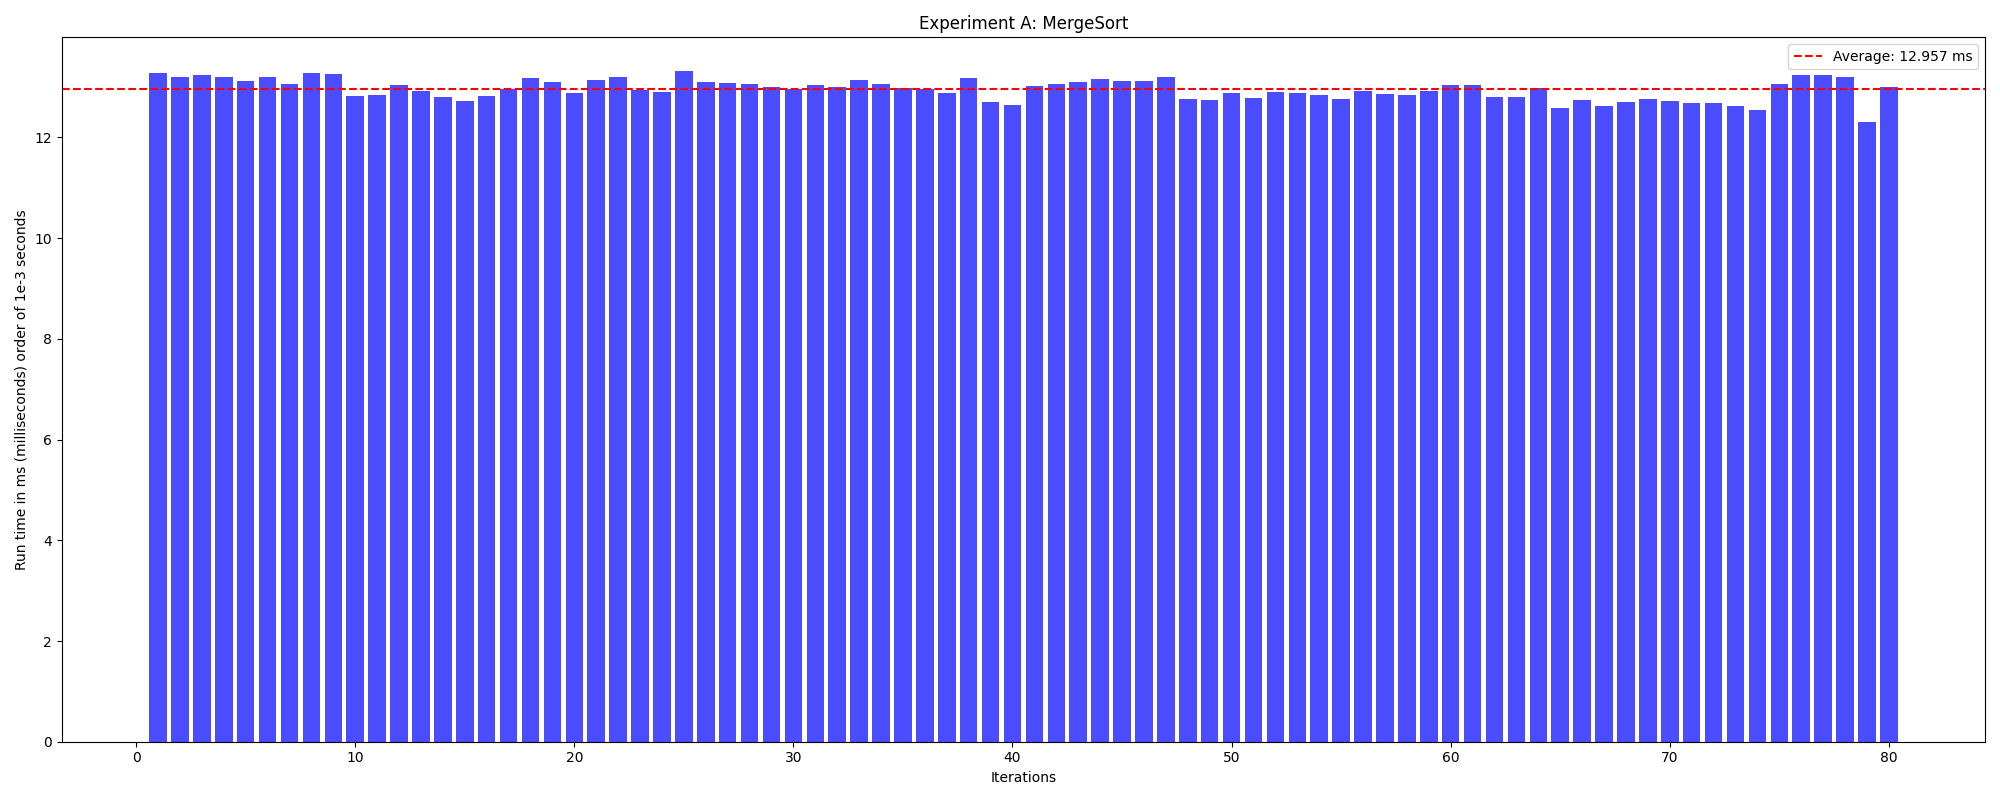 Experiment A: MergeSort
Average: 12.957 ms
Run time in ms (milliseconds) order of 1e-3 seconds
12
10
8
6
4
2
0
0 10 20 30 40 50 60 70 80
Iterations